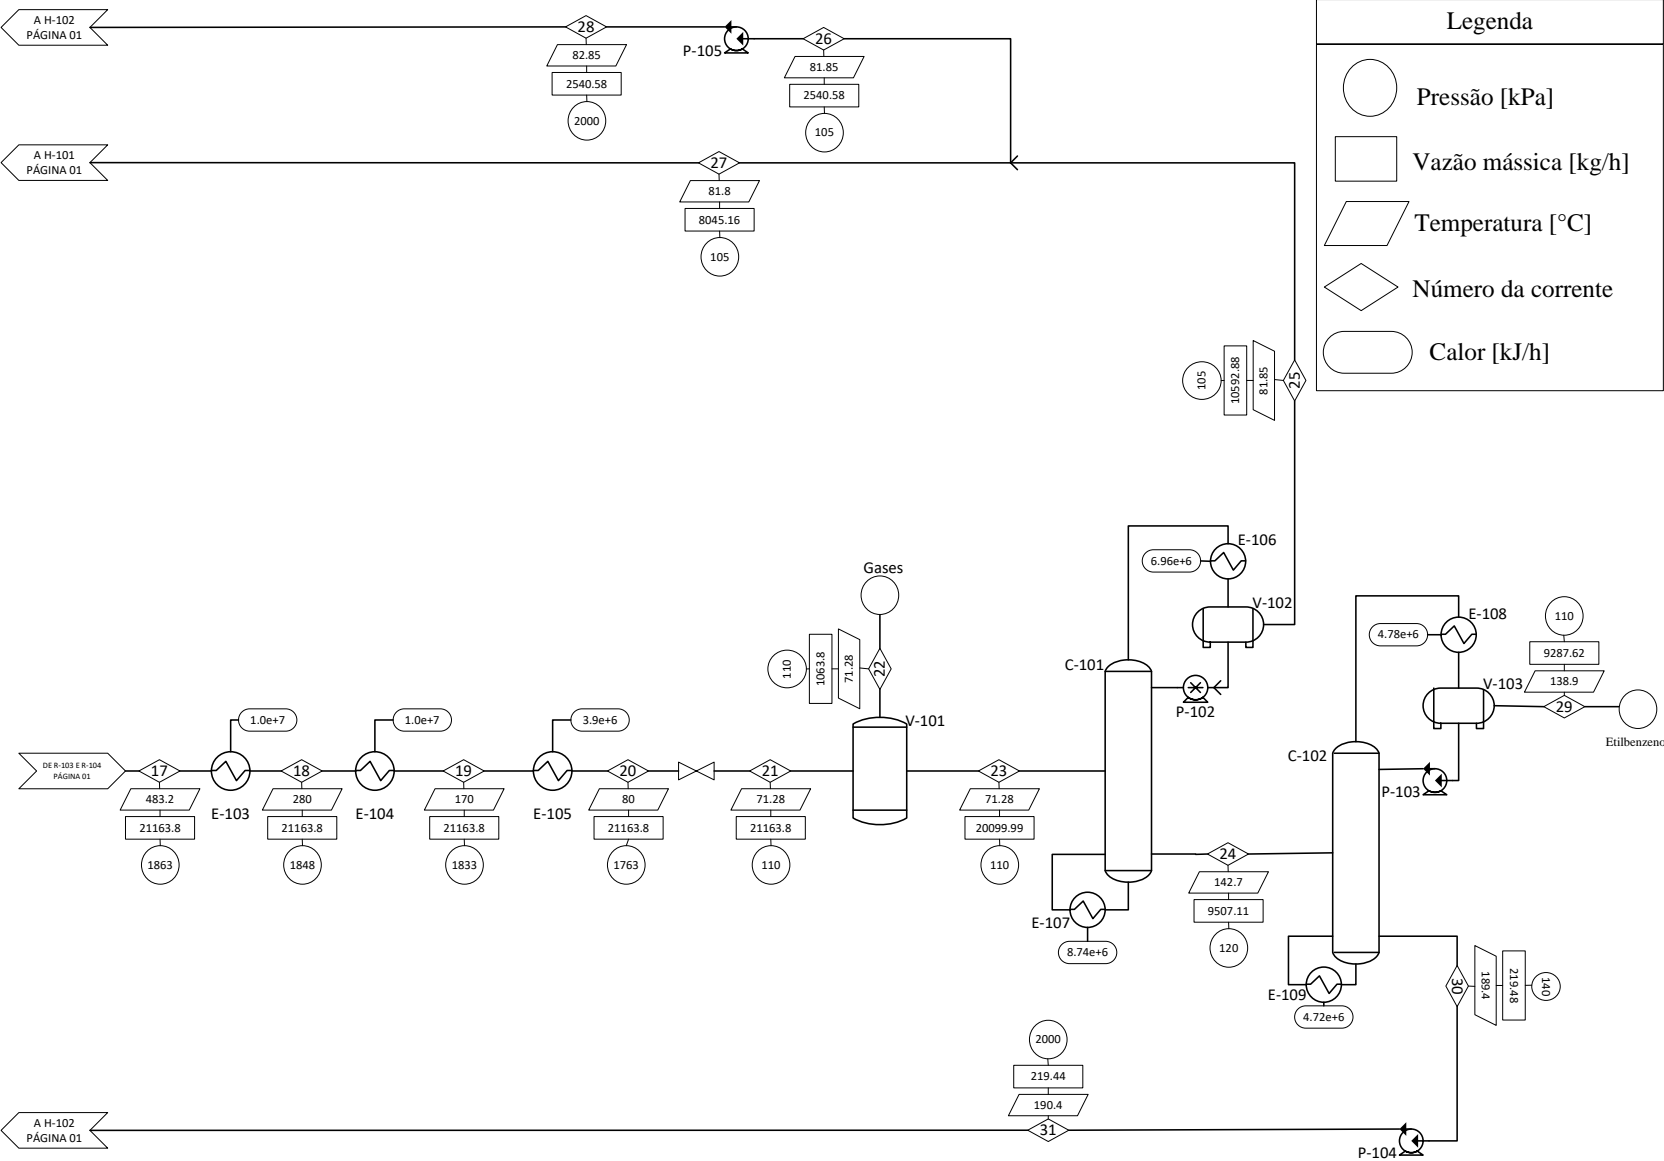 A H-102
PÁGINA 01
28
82.85
2540.58
2000
P-105
26
81.85
2540.58
105
Legenda
Pressão [kPa]
Vazão mássica [kg/h]
Temperatura [°C]
Número da corrente
Calor [kJ/h]
A H-101
PÁGINA 01
27
81.8
8045.16
105
105
10592.88
81.85
25
Gases
110
1063.8
71.28
22
V-101
E-106
6.96e+6
V-102
C-101
P-102
E-108
4.78e+6
V-103
110
9287.62
138.9
29
Etilbenzeno
C-102
P-103
DE R-103 E R-104
PÁGINA 01
17
483.2
21163.8
1863
1.0e+7
E-103
18
280
21163.8
1848
1.0e+7
E-104
19
170
21163.8
1833
3.9e+6
E-105
20
80
21163.8
1763
21
71.28
21163.8
110
23
71.28
20099.99
110
E-107
8.74e+6
24
142.7
9507.11
120
E-109
4.72e+6
30
189.4
219.48
140
2000
219.44
190.4
31
A H-102
PÁGINA 01
P-104